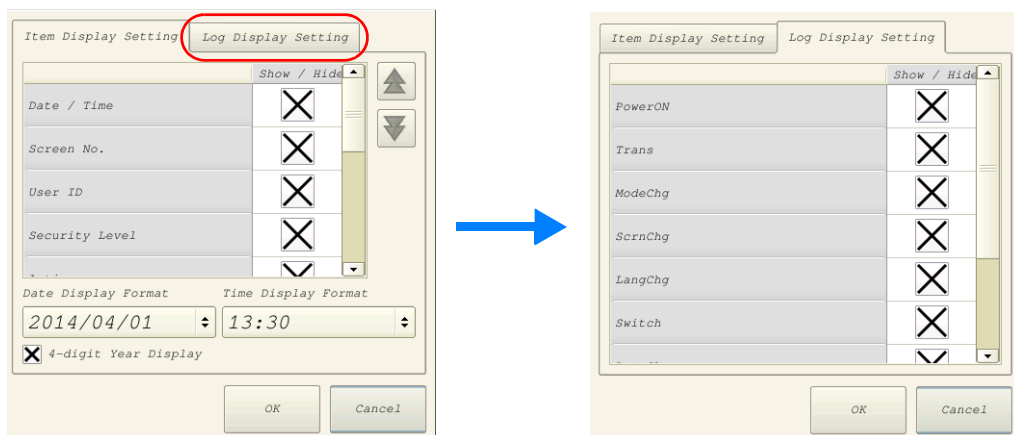 Item Display Setting
Log Display Setting
Show / Hide
Date / Time
Screen No.
User ID
Security Level
Date Display Format
Time Display Format
2014/04/01
13:30
4-digit Year Display
OK
Cancel
Item Display Setting
Log Display Setting
Show / Hide
PowerON
Trans
ModeChg
ScrnChg
LangChg
Switch
OK
Cancel